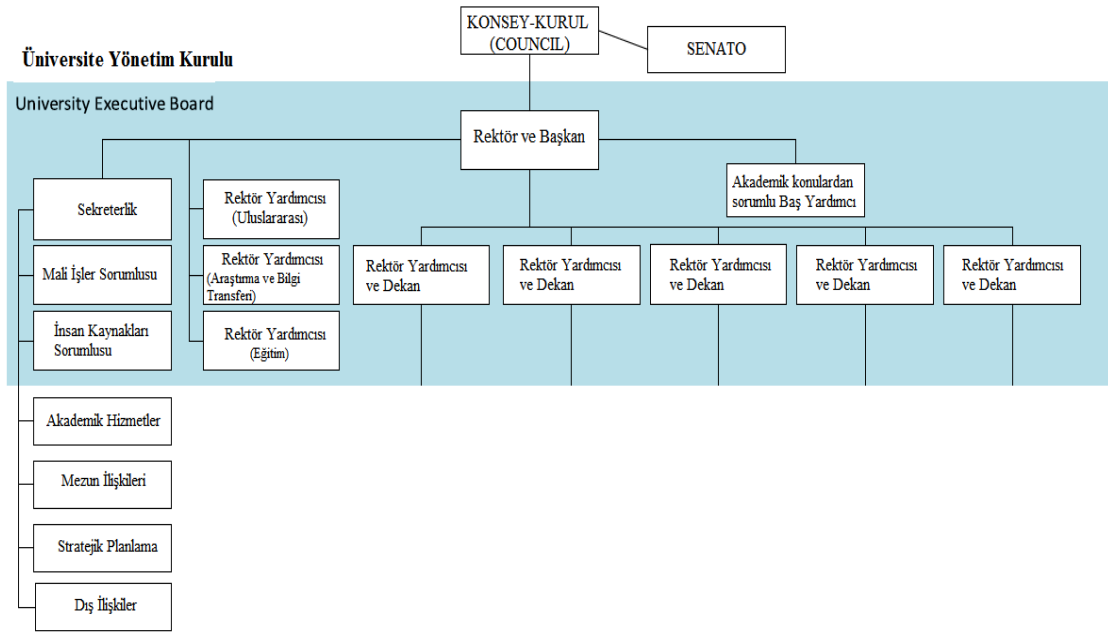 KONSEY-KURUL
(COUNCIL)
SENATO
Üniversite Yönetim Kurulu
University Executive Board
Rektör ve Başkan
Akademik konulardan
sorumlu Baş Yardımcı
Sekreterlik
Rektör Yardımcısı
(Uluslararası)
Mali İşler Sorumlusu
Rektör Yardımcısı
(Araştırma ve Bilgi
Transferi)
İnsan Kaynakları
Sorumlusu
Rektör Yardımcısı
(Eğitim)
Rektör Yardımcısı
ve Dekan
Rektör Yardımcısı
ve Dekan
Rektör Yardımcısı
ve Dekan
Rektör Yardımcısı
ve Dekan
Rektör Yardımcısı
ve Dekan
Akademik Hizmetler
Mezun İlişkileri
Stratejik Planlama
Dış İlişkiler